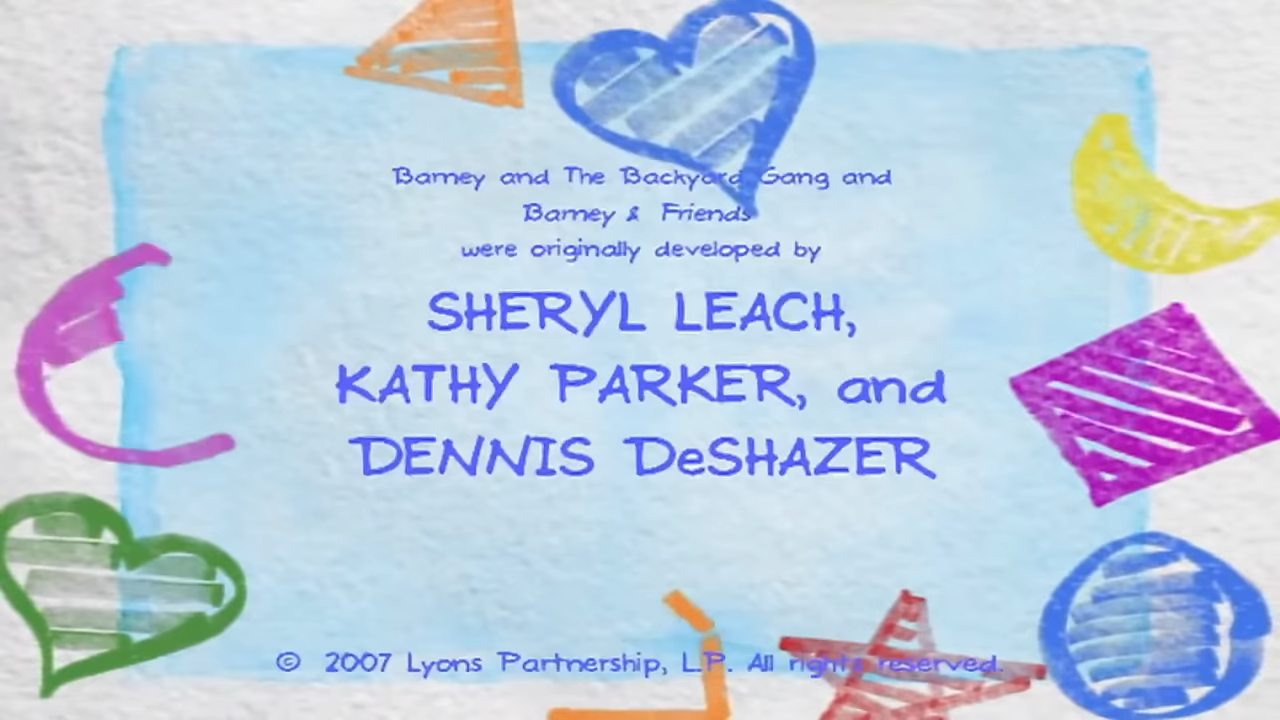 Barney and The Backyard Gang and
Barney & Friends
were originally developed by
SHERYL LEACH,
KATHY PARKER, and
DENNIS DeSHAZER
© 2007 Lyons Partnership, L.P. All rights reserved.